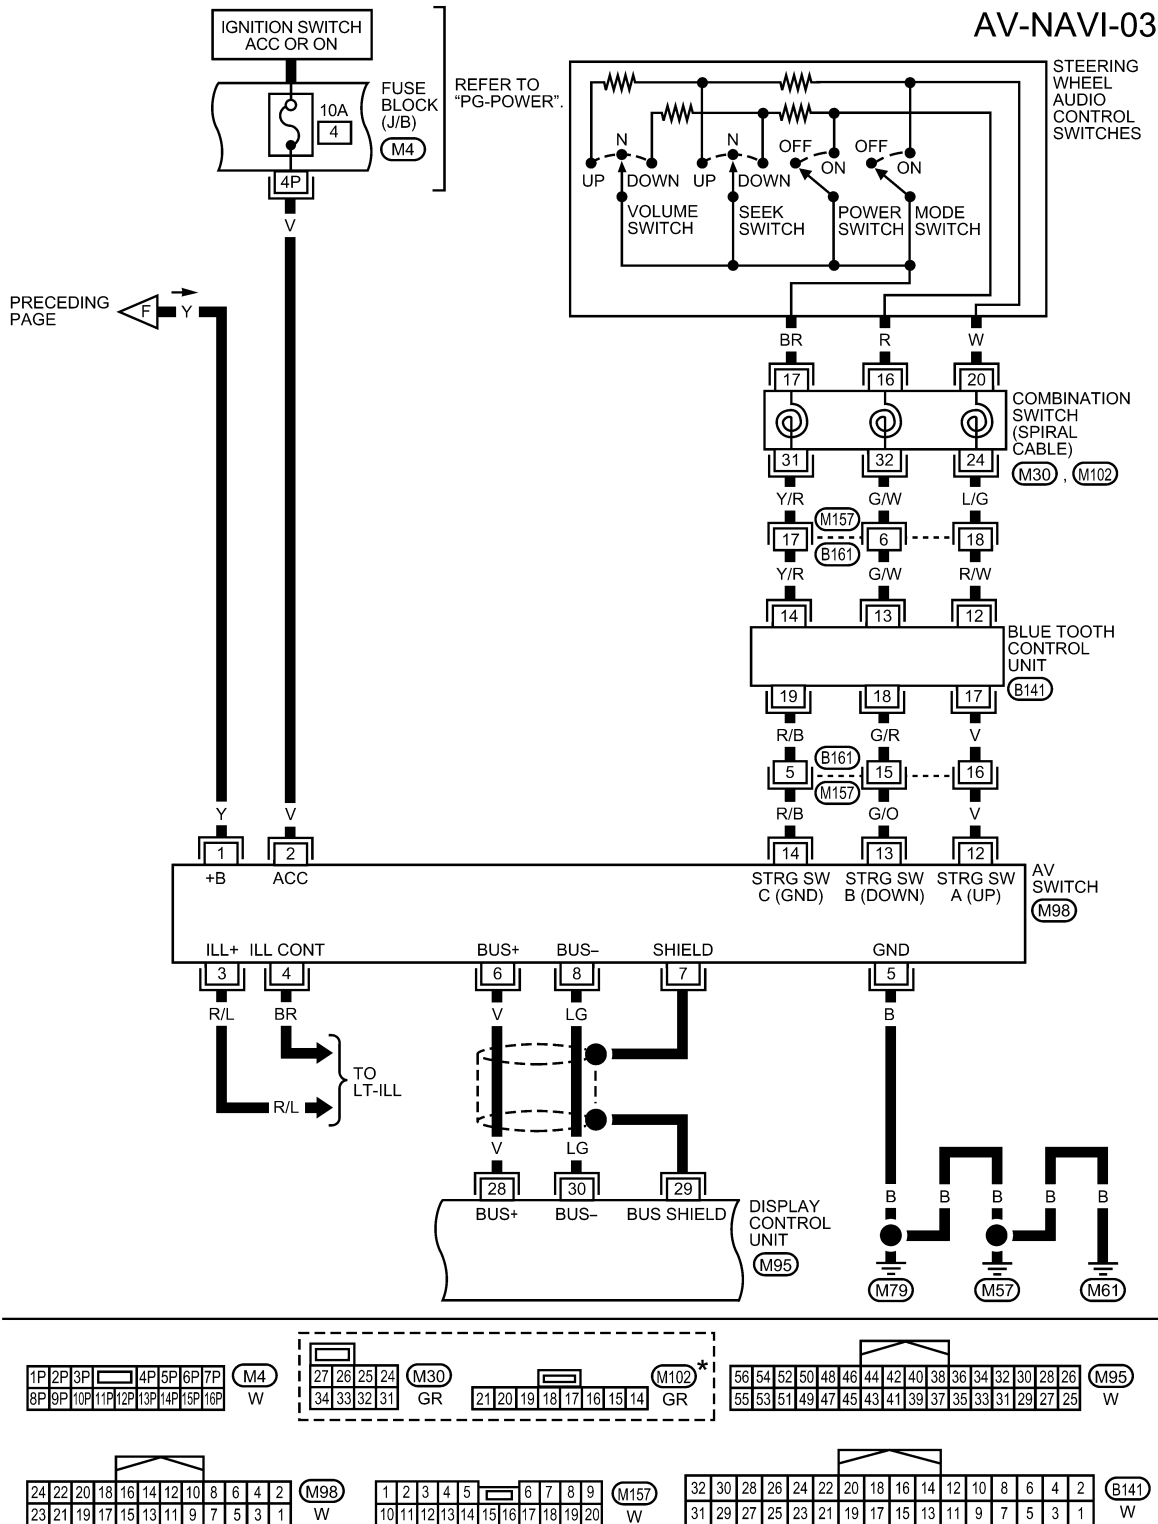 AV-NAVI-03
IGNITION SWITCH
ACC OR ON
FUSE
BLOCK
(J/B)
M4
10A
4
4P
REFER TO
“PG-POWER”.
V
PRECEDING
PAGE
F
Y
STEERING
WHEEL
AUDIO
CONTROL
SWITCHES
N
N
OFF
OFF
ON
ON
UP
DOWN
UP
DOWN
VOLUME
SWITCH
SEEK
SWITCH
POWER
SWITCH
MODE
SWITCH
BR
R
W
17
16
20
COMBINATION
SWITCH
(SPIRAL
CABLE)
M30 , M102
31
32
24
Y/R
G/W
L/G
M157
17
6
18
B161
Y/R
G/W
R/W
14
13
12
BLUE TOOTH
CONTROL
UNIT
B141
19
18
17
R/B
G/R
V
B161
5
15
16
M157
R/B
G/O
V
Y
V
1
2
14
13
12
+B
ACC
STRG SW
C (GND)
STRG SW
B (DOWN)
STRG SW
A (UP)
AV
SWITCH
M98
ILL+
ILL CONT
BUS+
BUS–
SHIELD
GND
3
4
6
8
7
5
R/L
BR
V
LG
B
TO
LT-ILL
R/L
V
LG
28
30
29
BUS+
BUS–
BUS SHIELD
DISPLAY
CONTROL
UNIT
M95
B
B
B
B
B
M79
M57
M61
1P 2P 3P 4P 5P 6P 7P
8P 9P 10P 11P 12P 13P 14P 15P 16P
M4
W
27 26 25 24
34 33 32 31
M30
GR
21 20 19 18 17 16 15 14
M102 *
GR
56 54 52 50 48 46 44 42 40 38 36 34 32 30 28 26
55 53 51 49 47 45 43 41 39 37 35 33 31 29 27 25
M95
W
24 22 20 18 16 14 12 10 8 6 4 2
23 21 19 17 15 13 11 9 7 5 3 1
M98
W
1 2 3 4 5 6 7 8 9
10 11 12 13 14 15 16 17 18 19 20
M157
W
32 30 28 26 24 22 20 18 16 14 12 10 8 6 4 2
31 29 27 25 23 21 19 17 15 13 11 9 7 5 3 1
B141
W